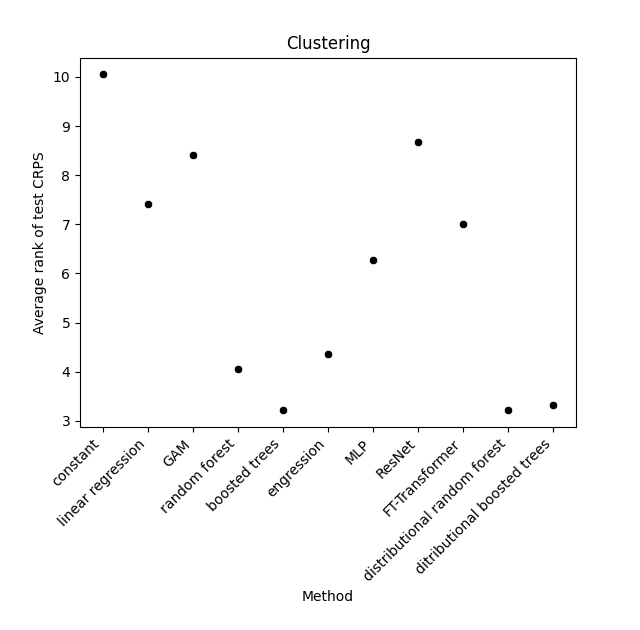 Clustering
Average rank of test CRPS
10
9
8
7
6
5
4
3
constant
linear regression
GAM
random forest
boosted trees
engression
MLP
ResNet
FT-Transformer
distributional random forest
ditributional boosted trees
Method